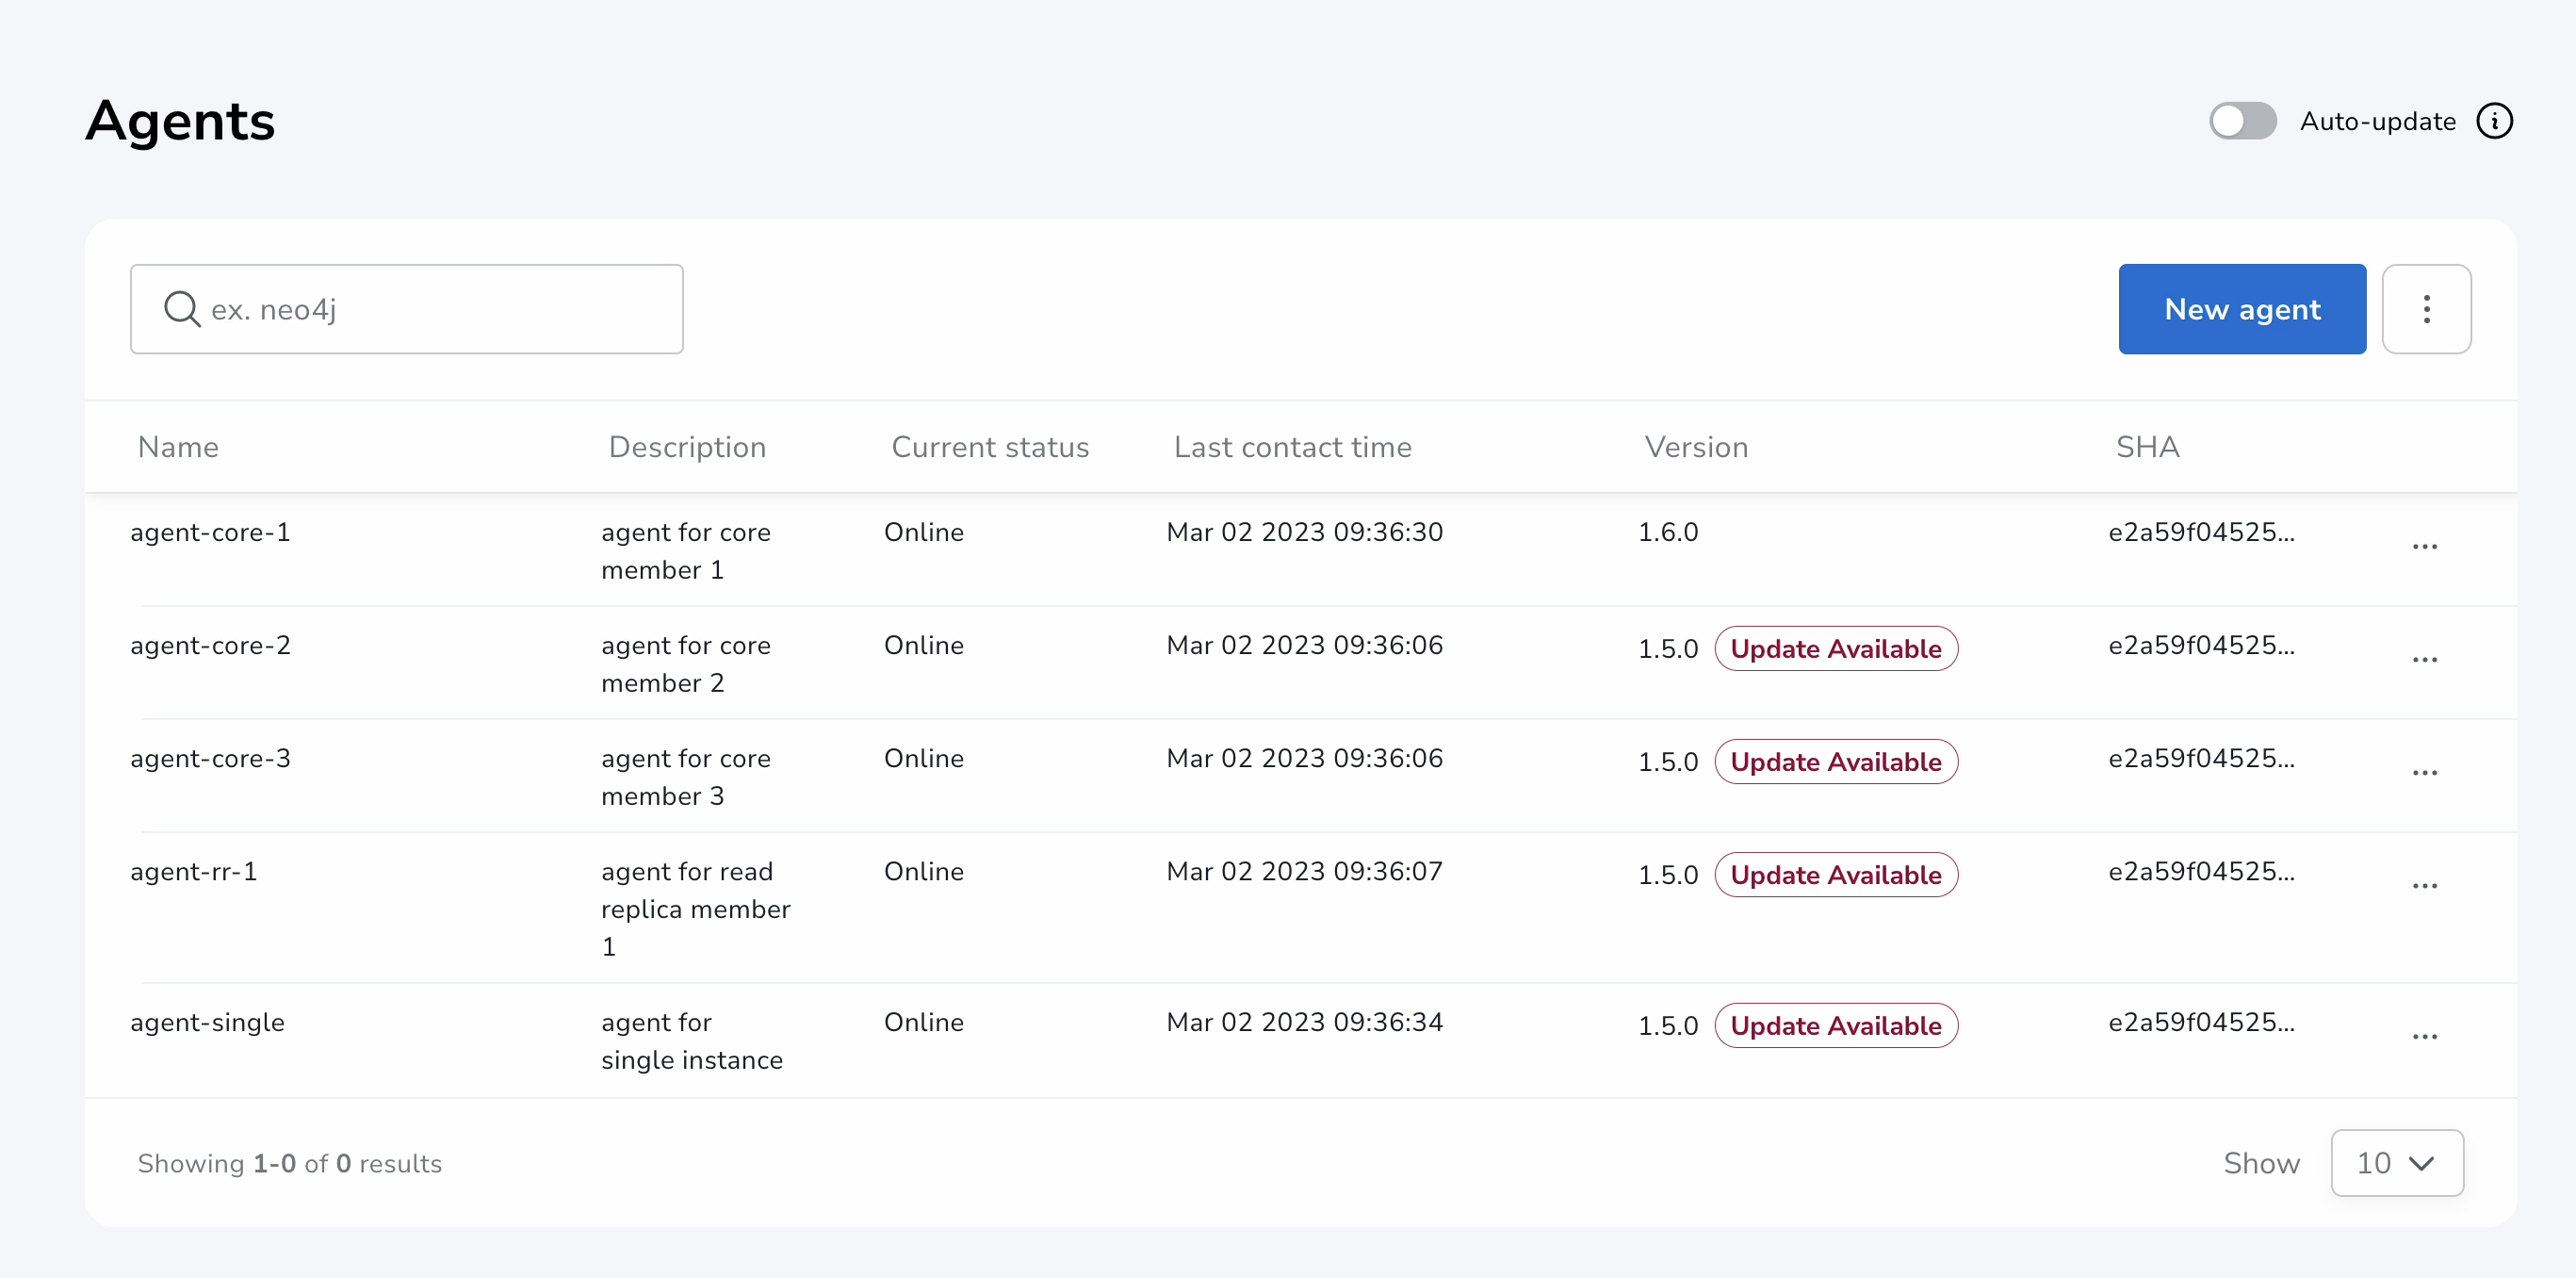 Agents
Auto-update
ex. neo4j
New agent
Name Description Current status Last contact time Version SHA
agent-core-1 agent for core Online Mar 02 2023 09:36:30 1.6.0 e2a59f04525...
member 1
agent-core-2 agent for core Online Mar 02 2023 09:36:06 1.5.0 Update Available e2a59f04525...
member 2
agent-core-3 agent for core Online Mar 02 2023 09:36:06 1.5.0 Update Available e2a59f04525...
member 3
agent-rr-1 agent for read Online Mar 02 2023 09:36:07 1.5.0 Update Available e2a59f04525...
replica member
1
agent-single agent for Online Mar 02 2023 09:36:34 1.5.0 Update Available e2a59f04525...
single instance
Showing 1-0 of 0 results Show 10